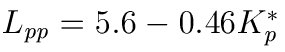 $L_{pp} = 5.6 - 0.46K_p^*$